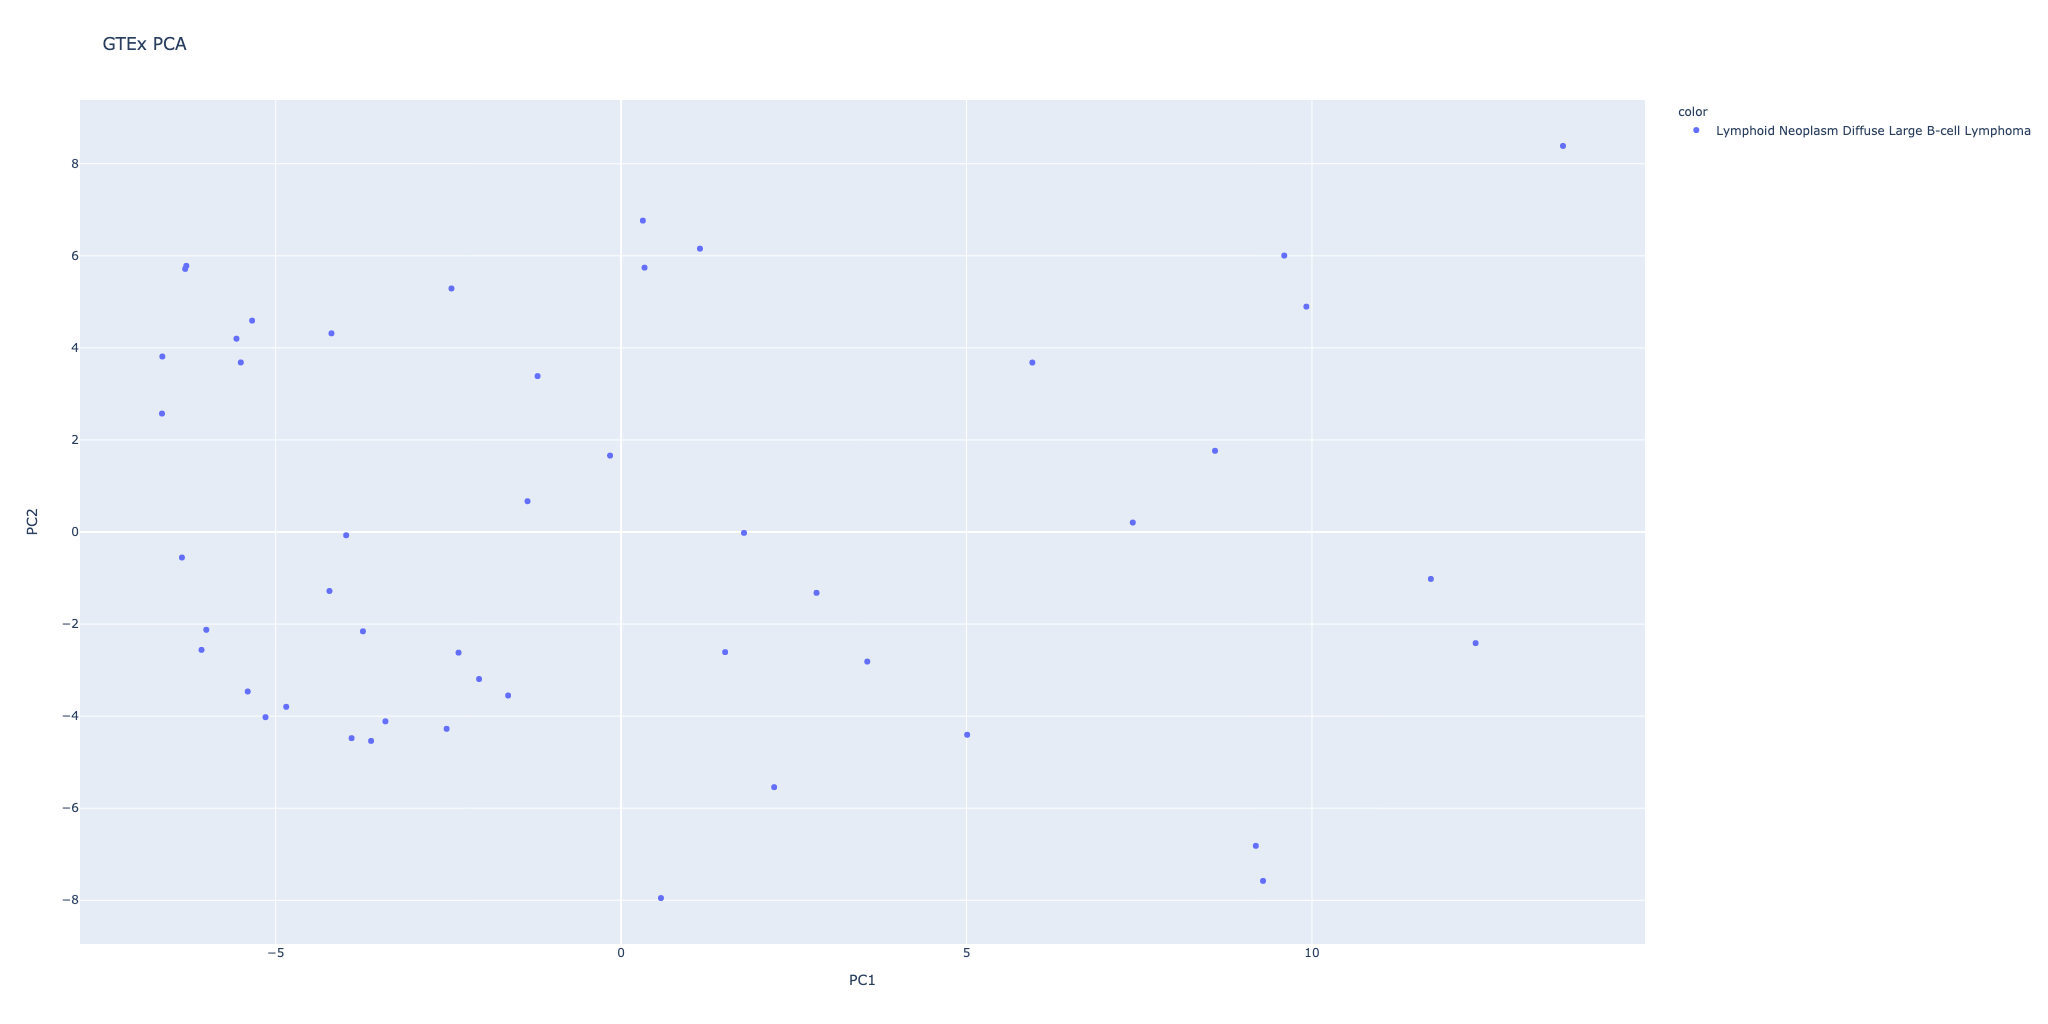 GTEx PCA
color
Lymphoid Neoplasm Diffuse Large B-cell Lymphoma
8
6
4
2
0
−2
−4
−6
−8
PC2
−5
0
5
10
PC1